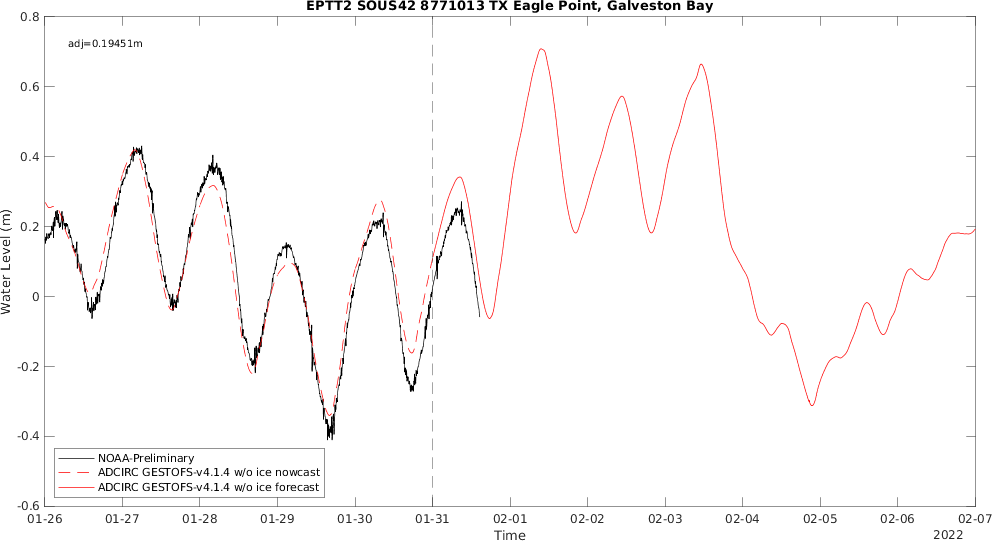 EPTT2 SOUS42 8771013 TX Eagle Point, Galveston Bay
adj=0.19451m
0.8
0.6
0.4
0.2
0
-0.2
-0.4
-0.6
Water Level (m)
NOAA-Preliminary
ADCIRC GESTOFS-v4.1.4 w/o ice nowcast
ADCIRC GESTOFS-v4.1.4 w/o ice forecast
01-26 01-27 01-28 01-29 01-30 01-31 02-01 02-02 02-03 02-04 02-05 02-06 02-07
Time
2022